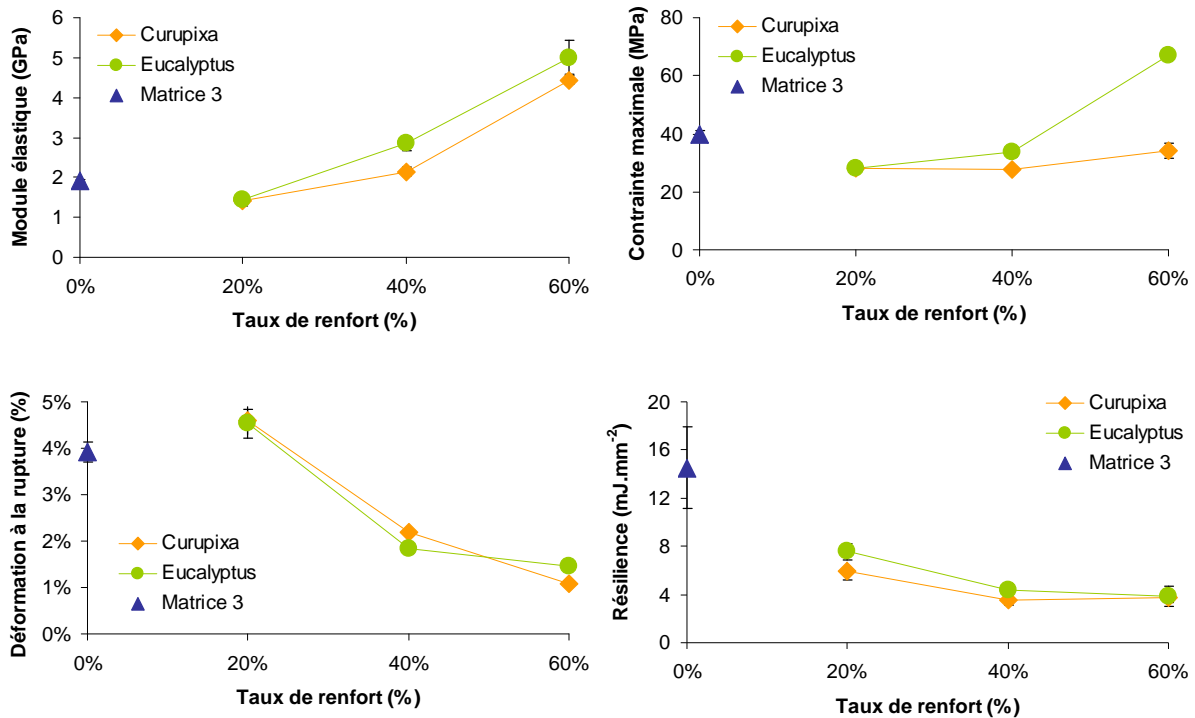 Module élastique (GPa)
6
5
4
3
2
1
0
Curupixa
Eucalyptus
Matrice 3
0%
20%
40%
60%
Taux de renfort (%)
Contrainte maximale (MPa)
80
60
40
20
0
Curupixa
Eucalyptus
Matrice 3
0%
20%
40%
60%
Taux de renfort (%)
Déformation à la rupture (%)
5%
4%
3%
2%
1%
0%
Curupixa
Eucalyptus
Matrice 3
0%
20%
40%
60%
Taux de renfort (%)
Résilience (mJ.mm⁻²)
20
16
12
8
4
0
Curupixa
Eucalyptus
Matrice 3
0%
20%
40%
60%
Taux de renfort (%)